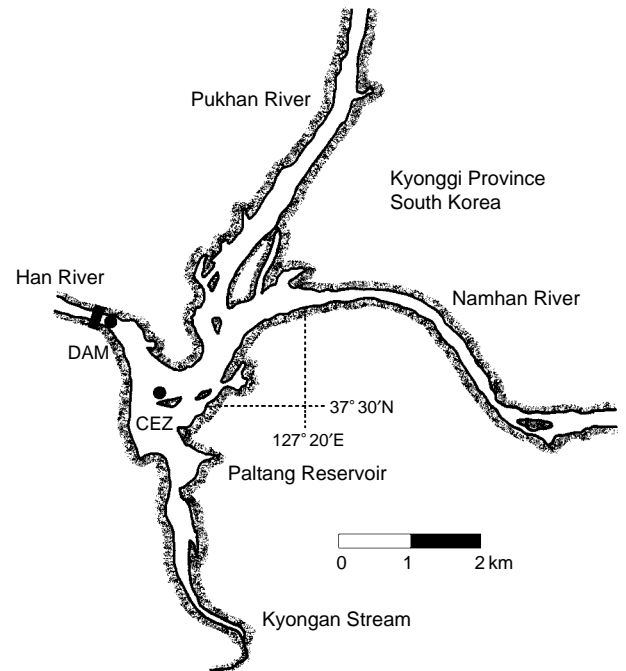 Pukhan River
Kyonggi Province
South Korea
Han River
Namhan River
DAM
CEZ
37° 30′N
127° 20′E
Paltang Reservoir
0 1 2 km
Kyongan Stream